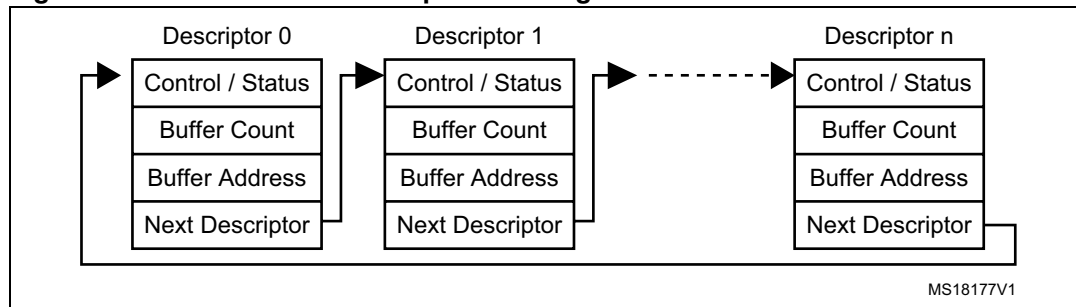 Descriptor 0
Descriptor 1
Descriptor n
Control / Status
Control / Status
Control / Status
Buffer Count
Buffer Count
Buffer Count
Buffer Address
Buffer Address
Buffer Address
Next Descriptor
Next Descriptor
Next Descriptor
MS18177V1